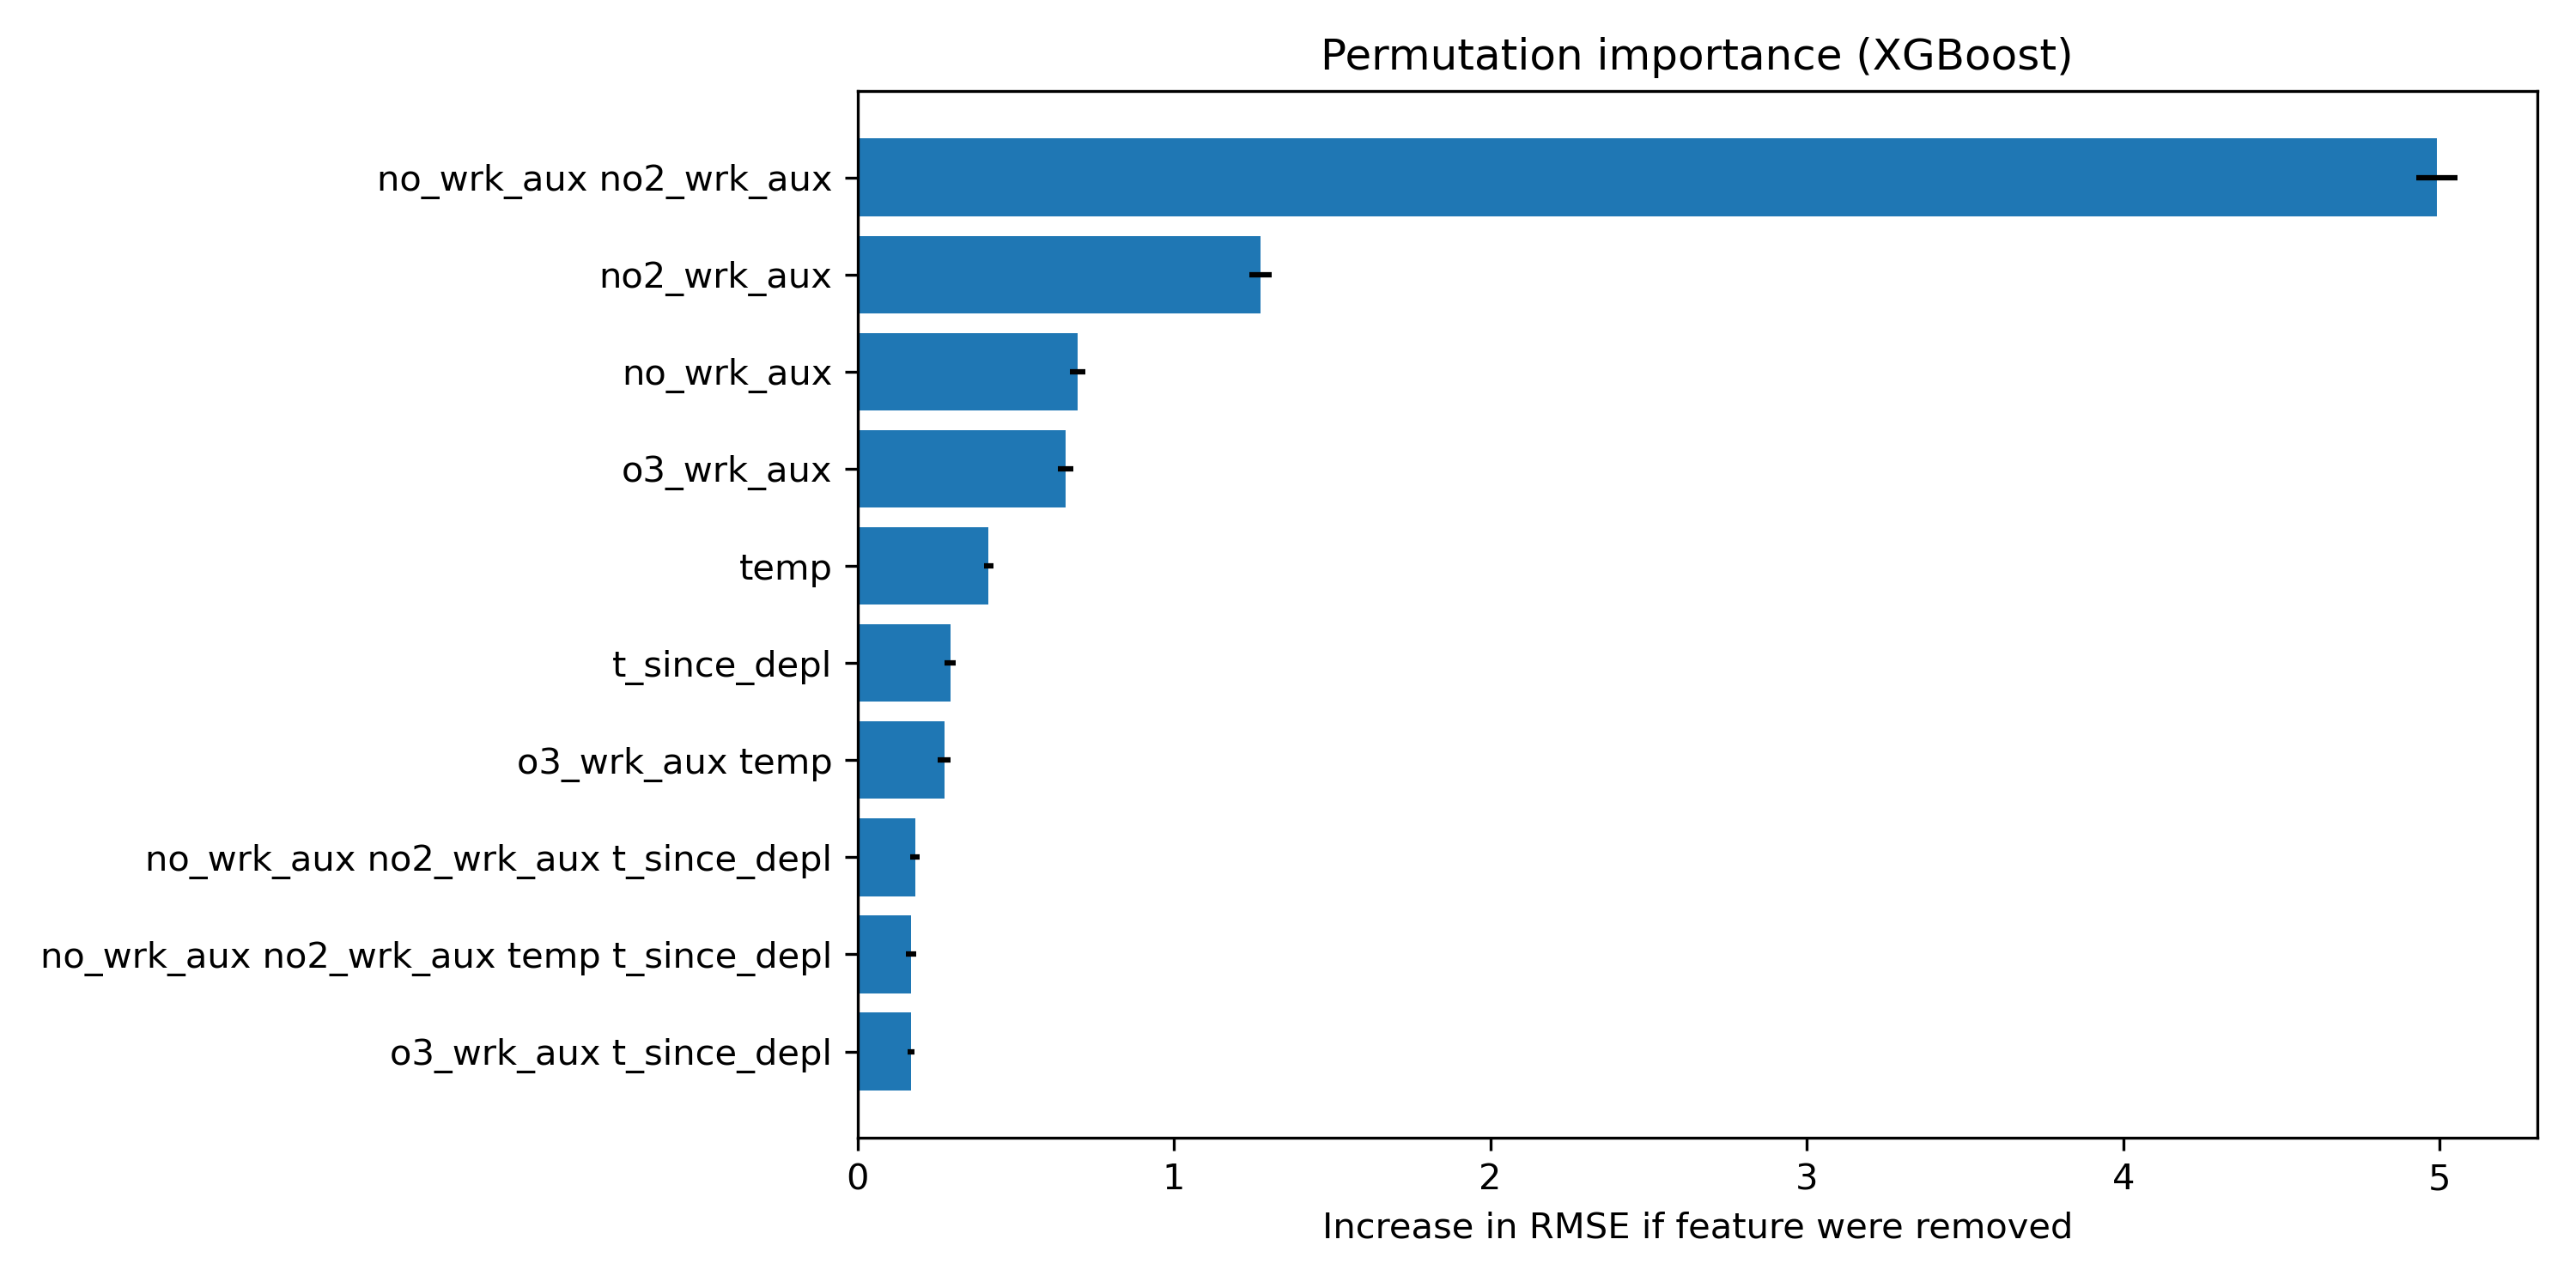 Permutation importance (XGBoost)
no_wrk_aux no2_wrk_aux
no2_wrk_aux
no_wrk_aux
o3_wrk_aux
temp
t_since_depl
o3_wrk_aux temp
no_wrk_aux no2_wrk_aux t_since_depl
no_wrk_aux no2_wrk_aux temp t_since_depl
o3_wrk_aux t_since_depl
0 1 2 3 4 5
Increase in RMSE if feature were removed